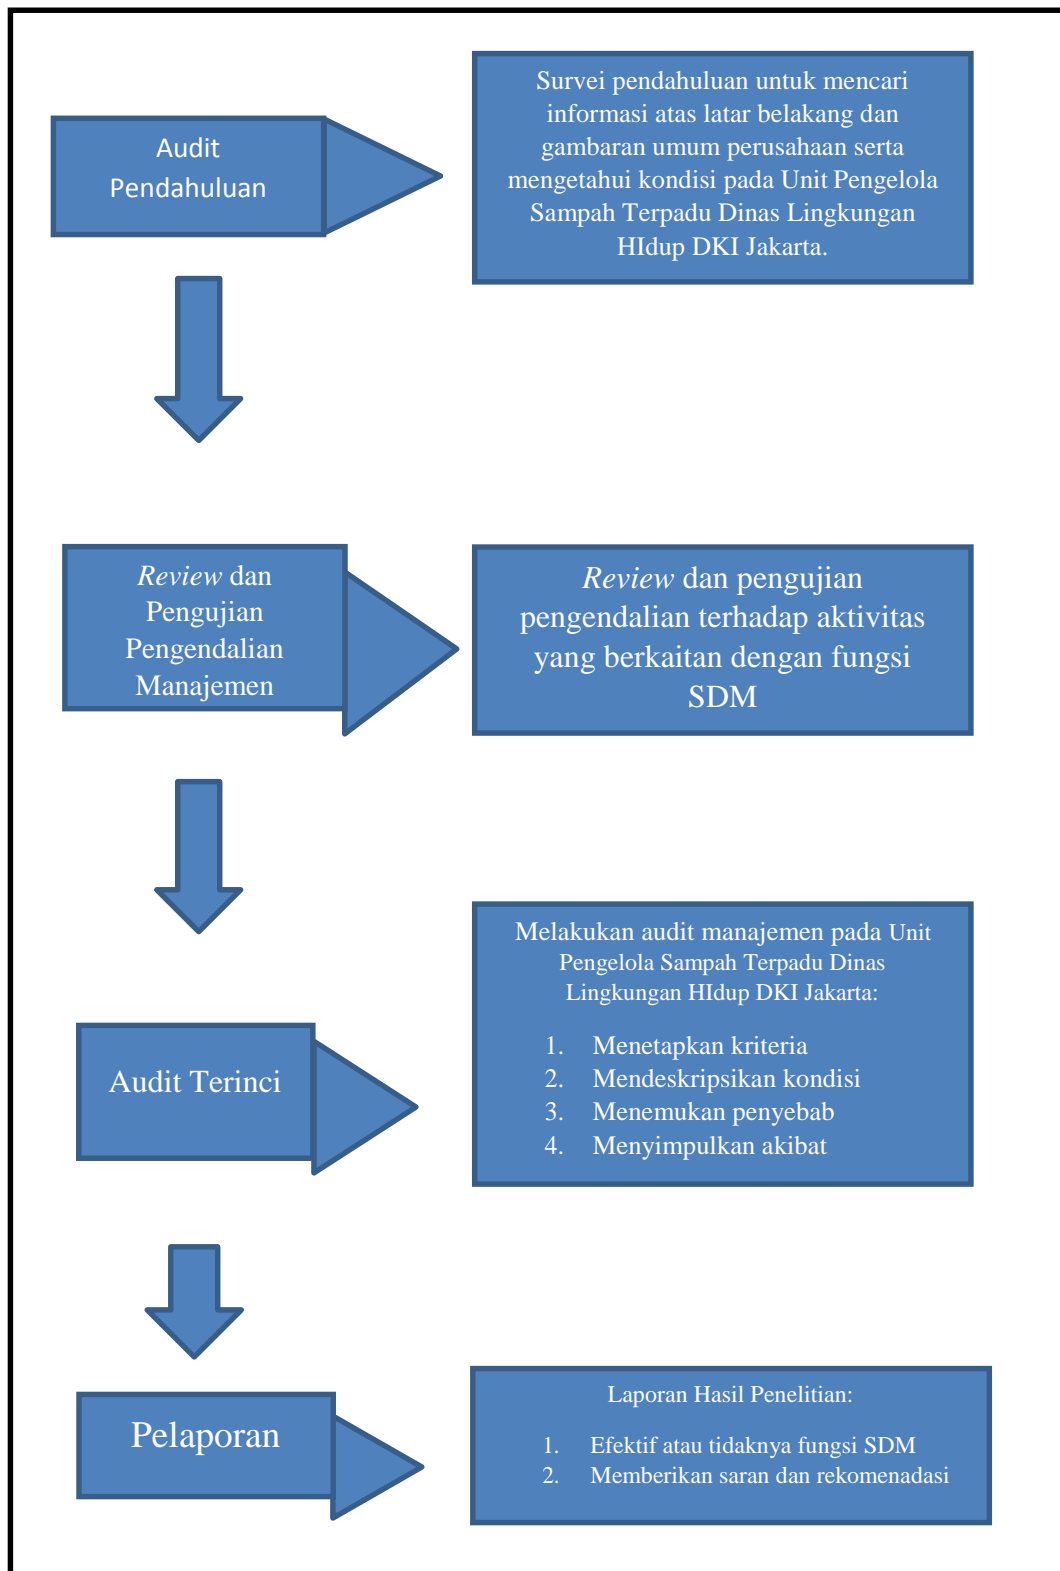 Audit
Pendahuluan
Survei pendahuluan untuk mencari
informasi atas latar belakang dan
gambaran umum perusahaan serta
mengetahui kondisi pada Unit Pengelola
Sampah Terpadu Dinas Lingkungan
HIdup DKI Jakarta.
Review dan
Pengujian
Pengendalian
Manajemen
Review dan pengujian
pengendalian terhadap aktivitas
yang berkaitan dengan fungsi
SDM
Audit Terinci
Melakukan audit manajemen pada Unit
Pengelola Sampah Terpadu Dinas
Lingkungan HIdup DKI Jakarta:
1. Menetapkan kriteria
2. Mendeskripsikan kondisi
3. Menemukan penyebab
4. Menyimpulkan akibat
Pelaporan
Laporan Hasil Penelitian:
1. Efektif atau tidaknya fungsi SDM
2. Memberikan saran dan rekomenadasi